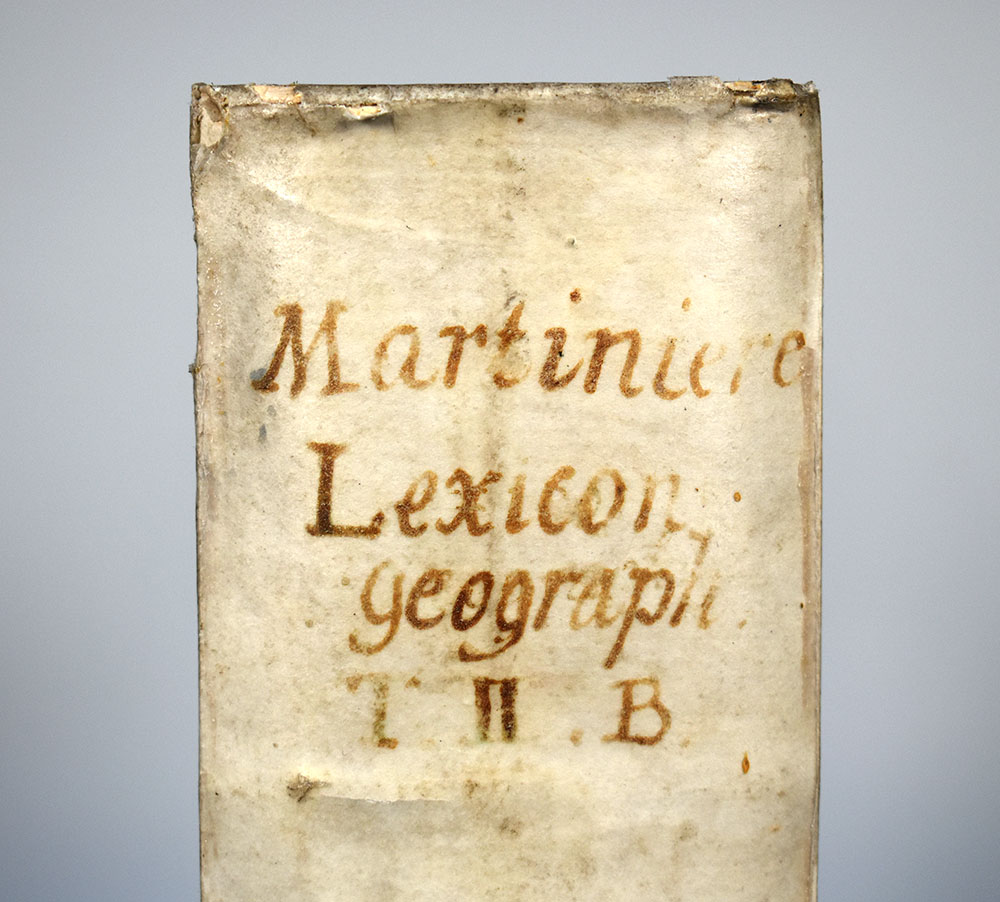 Martiniere
Lexicon
geograph.
T. II. B.